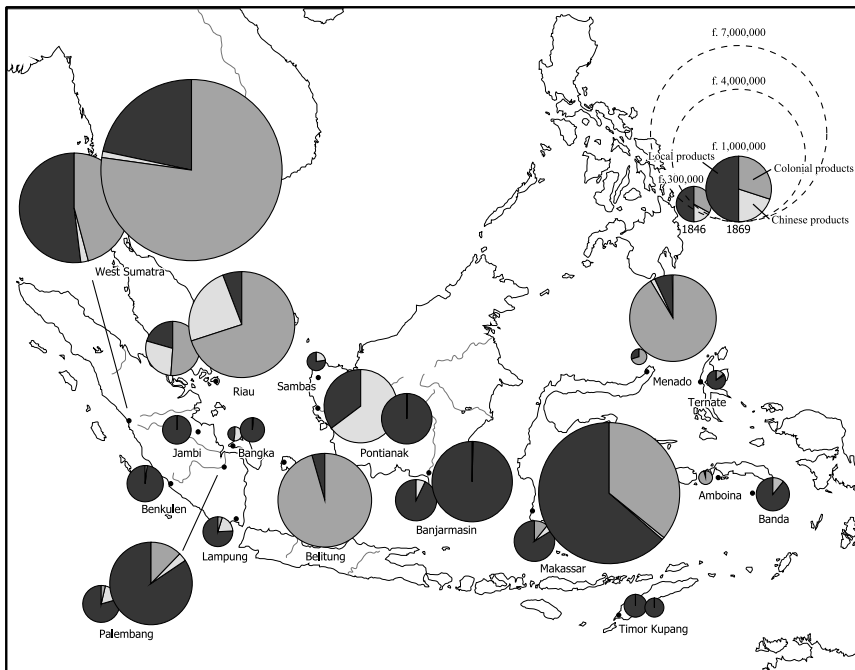 f. 7,000,000
f. 4,000,000
f. 1,000,000
Local products
Colonial products
f. 300,000
Chinese products
1846
1869
West Sumatra
Riau
Sambas
Menado
Ternate
Jambi
Bangka
Pontianak
Benkulen
Amboina
Banda
Lampung
Belitung
Banjarmasin
Makassar
Palembang
Timor Kupang